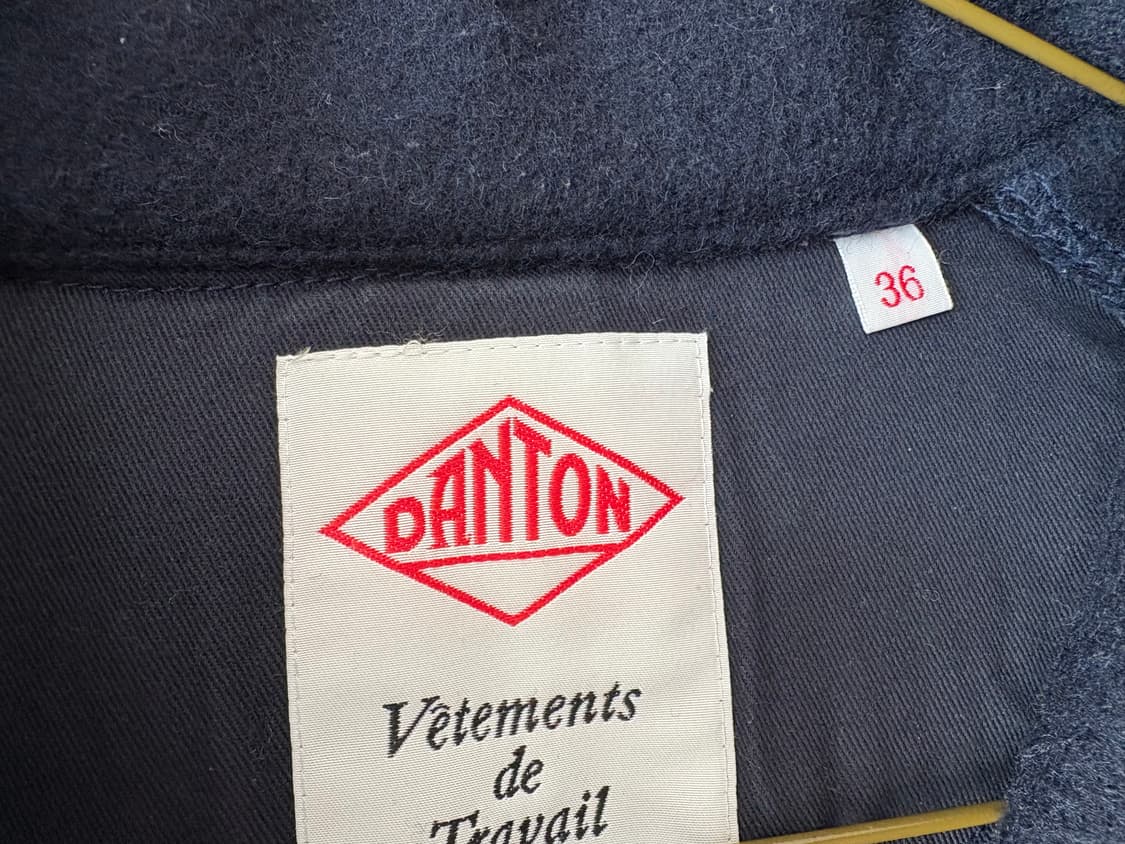 36
DANTON
Vêtements
de
Travail